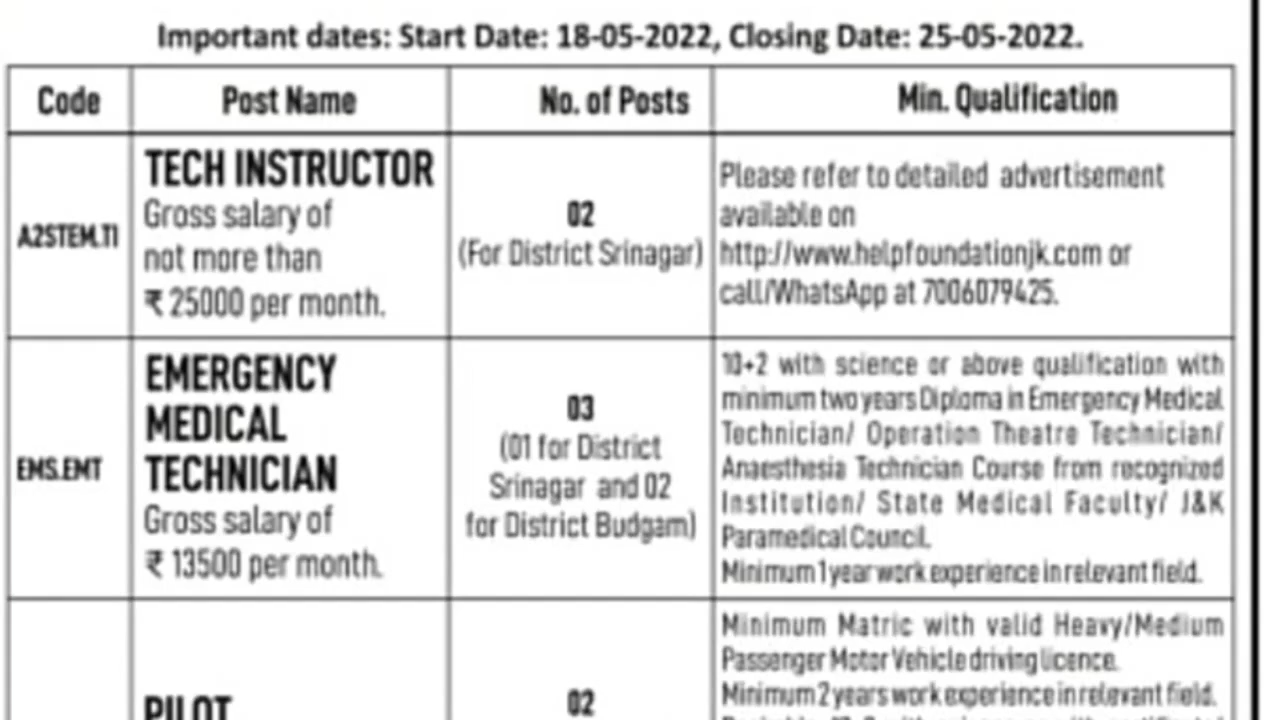 Important dates: Start Date: 18-05-2022, Closing Date: 25-05-2022.
Code
Post Name
No. of Posts
Min. Qualification
A2STEM.TI
TECH INSTRUCTOR
Gross salary of
not more than
₹ 25000 per month.
02
(For District Srinagar)
Please refer to detailed advertisement
available on
http://www.helpfoundationjk.com or
call/WhatsApp at 7006079425.
EMS.EMT
EMERGENCY
MEDICAL
TECHNICIAN
Gross salary of
₹ 13500 per month.
03
(01 for District
Srinagar and 02
for District Budgam)
10+2 with science or above qualification with
minimum two years Diploma in Emergency Medical
Technician/ Operation Theatre Technician/
Anaesthesia Technician Course from recognized
Institution/ State Medical Faculty/ J&K
Paramedical Council.
Minimum 1 year work experience in relevant field.
PILOT
02
Minimum Matric with valid Heavy/Medium
Passenger Motor Vehicle driving licence.
Minimum 2 years work experience in relevant field.